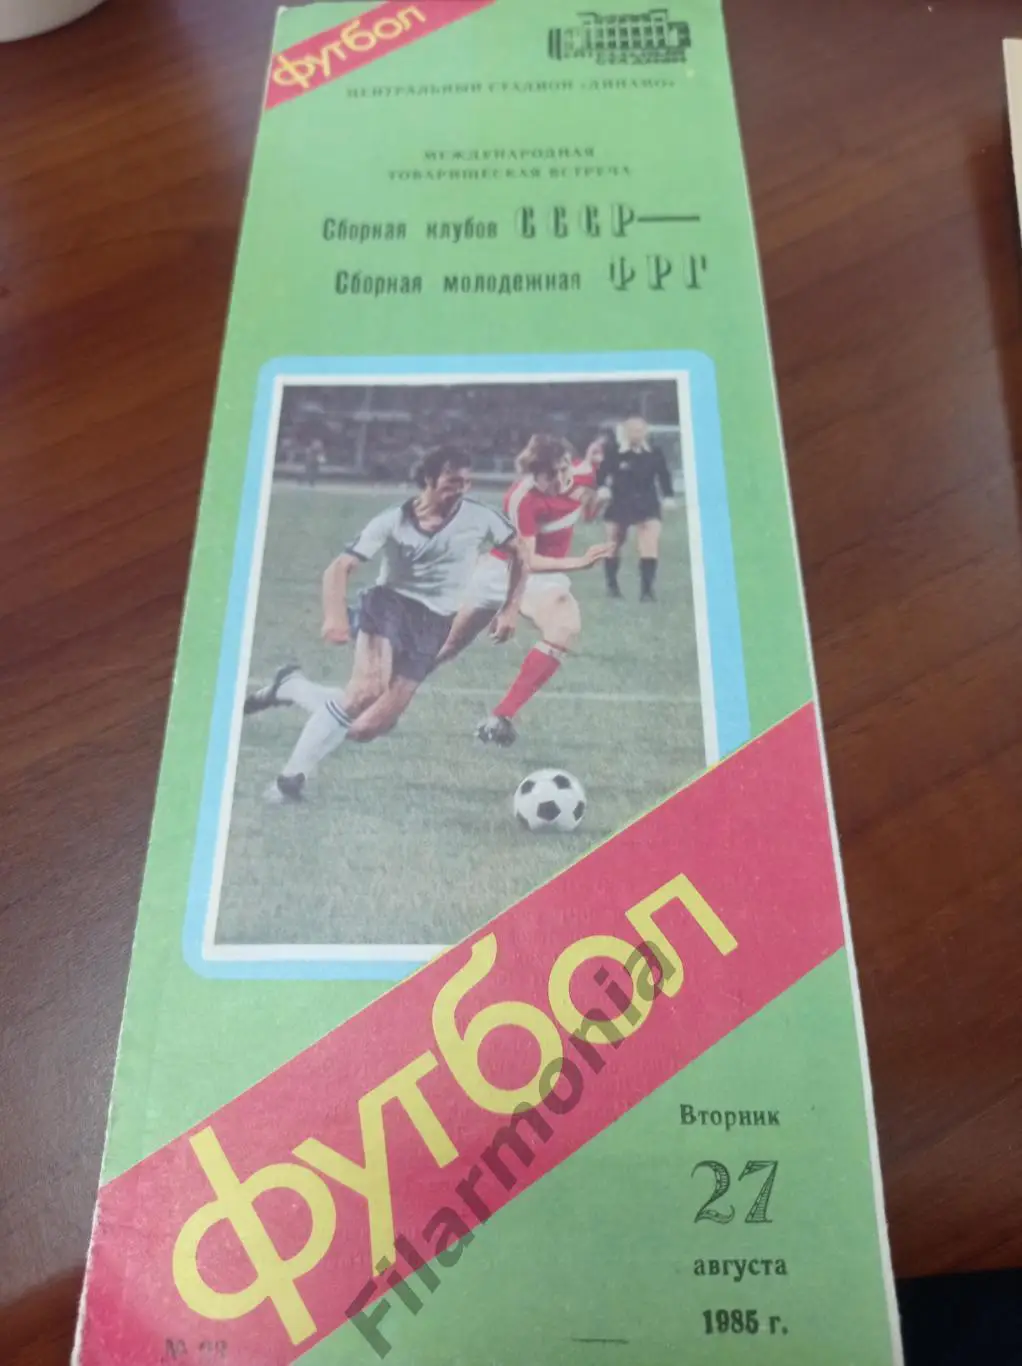 футбол
ЦЕНТРАЛЬНЫЙ СТАДИОН «ДИНАМО»
МЕЖДУНАРОДНАЯ
ТОВАРИЩЕСКАЯ ВСТРЕЧА
Сборная клубов СССР—
Сборная молодежная ФРГ
футбол
Filarmonia
Вторник
27
августа
1985 г.